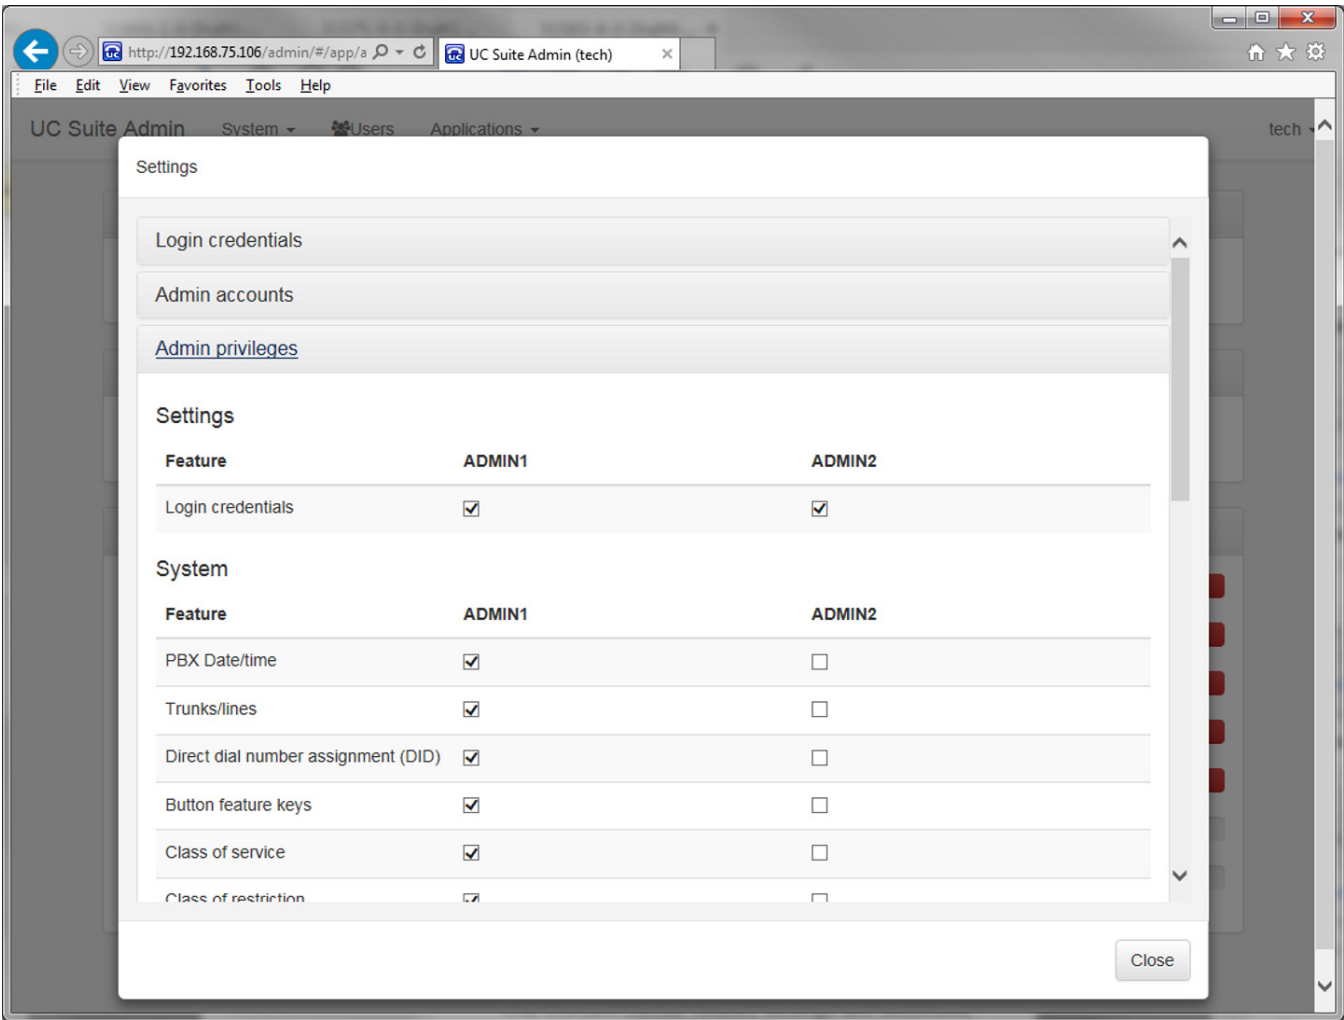 http://192.168.75.106/admin/#/app/a
UC Suite Admin (tech)
File Edit View Favorites Tools Help
UC Suite Admin System Users Applications tech
Settings
Login credentials
Admin accounts
Admin privileges
Settings
Feature ADMIN1 ADMIN2
Login credentials
System
Feature ADMIN1 ADMIN2
PBX Date/time
Trunks/lines
Direct dial number assignment (DID)
Button feature keys
Class of service
Class of restriction
Close